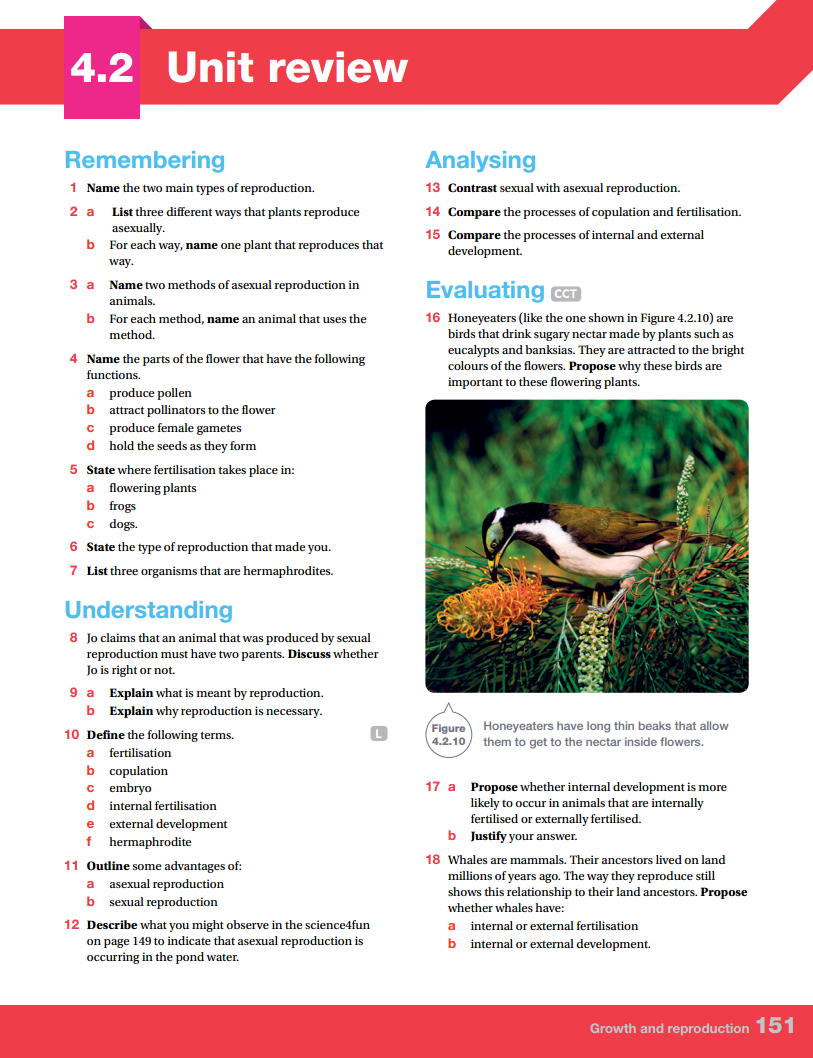 4.2 Unit review
Remembering
1 Name the two main types of reproduction.
2 a List three different ways that plants reproduce
asexually.
b For each way, name one plant that reproduces that
way.
3 a Name two methods of asexual reproduction in
animals.
b For each method, name an animal that uses the
method.
4 Name the parts of the flower that have the following
functions.
a produce pollen
b attract pollinators to the flower
c produce female gametes
d hold the seeds as they form
5 State where fertilisation takes place in:
a flowering plants
b frogs
c dogs.
6 State the type of reproduction that made you.
7 List three organisms that are hermaphrodites.
Understanding
8 Jo claims that an animal that was produced by sexual
reproduction must have two parents. Discuss whether
Jo is right or not.
9 a Explain what is meant by reproduction.
b Explain why reproduction is necessary.
10 Define the following terms. L
a fertilisation
b copulation
c embryo
d internal fertilisation
e external development
f hermaphrodite
11 Outline some advantages of:
a asexual reproduction
b sexual reproduction
12 Describe what you might observe in the science4fun
on page 149 to indicate that asexual reproduction is
occurring in the pond water.
Analysing
13 Contrast sexual with asexual reproduction.
14 Compare the processes of copulation and fertilisation.
15 Compare the processes of internal and external
development.
Evaluating CCT
16 Honeyeaters (like the one shown in Figure 4.2.10) are
birds that drink sugary nectar made by plants such as
eucalypts and banksias. They are attracted to the bright
colours of the flowers. Propose why these birds are
important to these flowering plants.
Figure
4.2.10
Honeyeaters have long thin beaks that allow
them to get to the nectar inside flowers.
17 a Propose whether internal development is more
likely to occur in animals that are internally
fertilised or externally fertilised.
b Justify your answer.
18 Whales are mammals. Their ancestors lived on land
millions of years ago. The way they reproduce still
shows this relationship to their land ancestors. Propose
whether whales have:
a internal or external fertilisation
b internal or external development.
Growth and reproduction 151